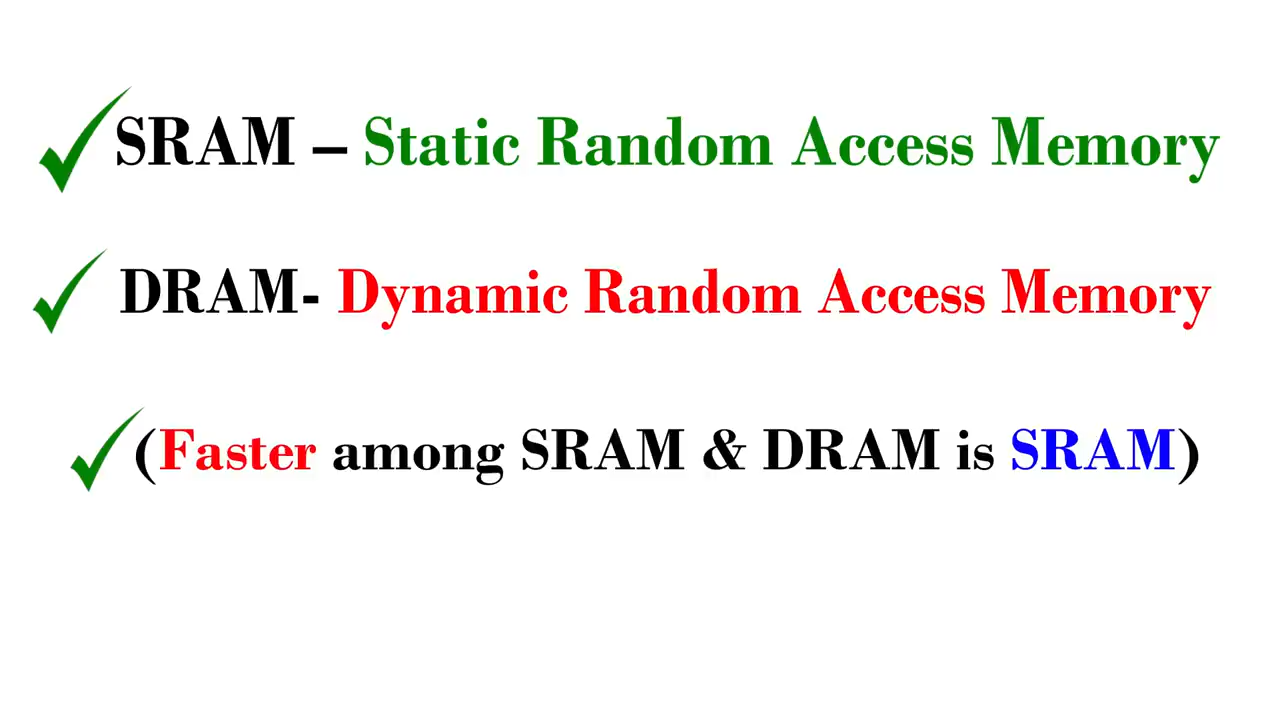 SRAM – Static Random Access Memory
DRAM- Dynamic Random Access Memory
(Faster among SRAM & DRAM is SRAM)